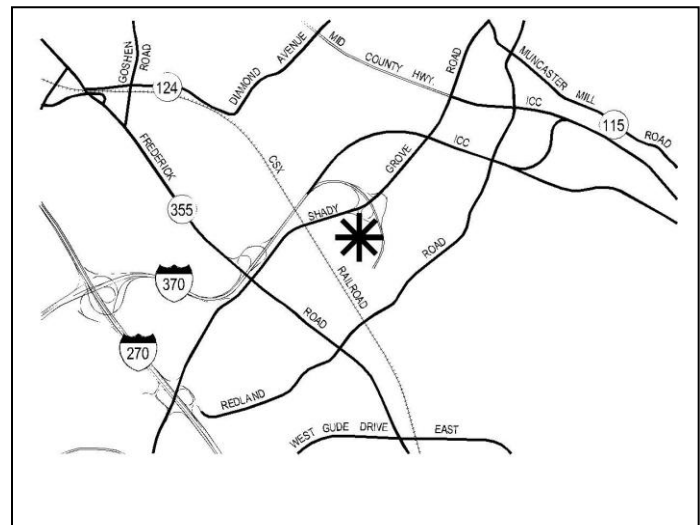 GOSHEN
ROAD
124
DIAMOND AVENUE
MID
COUNTY
HWY.
ROAD
MUNCASTER
MILL
115
ROAD
ICC
ICC
GROVE
SHADY
CSX
RAILROAD
FREDERICK
355
ROAD
370
270
ROAD
REDLAND
WEST GUDE DRIVE EAST